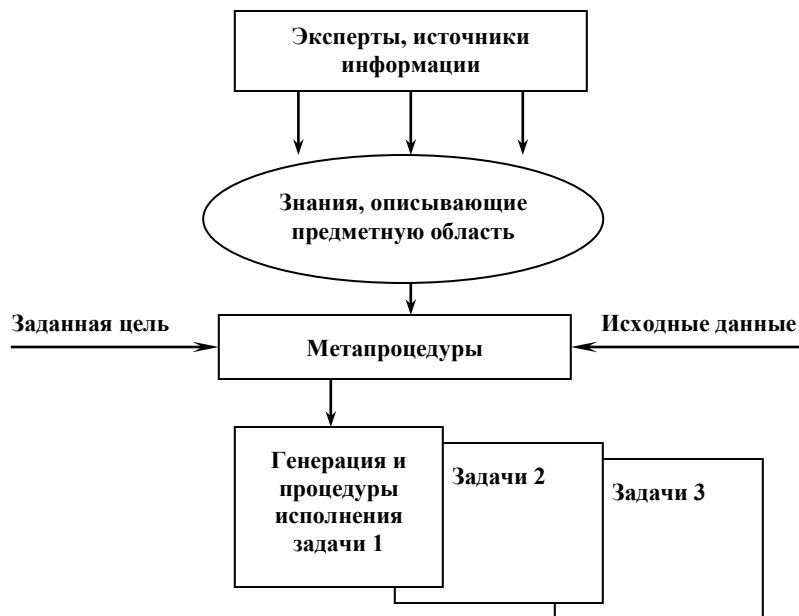 Эксперты, источники
информации
Знания, описывающие
предметную область
Заданная цель
Исходные данные
Метапроцедуры
Генерация и
процедуры
исполнения
задачи 1
Задачи 2
Задачи 3